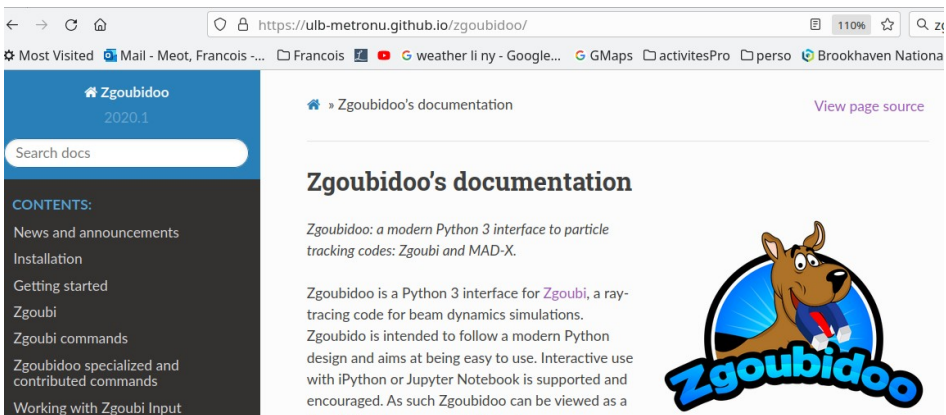 https://ulb-metronu.github.io/zgoubidoo/
110%
Most Visited Mail - Meot, Francois -... Francois weather li ny - Google... GMaps activitesPro perso Brookhaven Nationa
Zgoubidoo
2020.1
Search docs
CONTENTS:
News and announcements
Installation
Getting started
Zgoubi
Zgoubi commands
Zgoubidoo specialized and
contributed commands
Working with Zgoubi Input
» Zgoubidoo's documentation
View page source
Zgoubidoo's documentation
Zgoubidoo: a modern Python 3 interface to particle
tracking codes: Zgoubi and MAD-X.
Zgoubidoo is a Python 3 interface for Zgoubi, a ray-
tracing code for beam dynamics simulations.
Zgoubido is intended to follow a modern Python
design and aims at being easy to use. Interactive use
with iPython or Jupyter Notebook is supported and
encouraged. As such Zgoubidoo can be viewed as a
Zgoubidoo